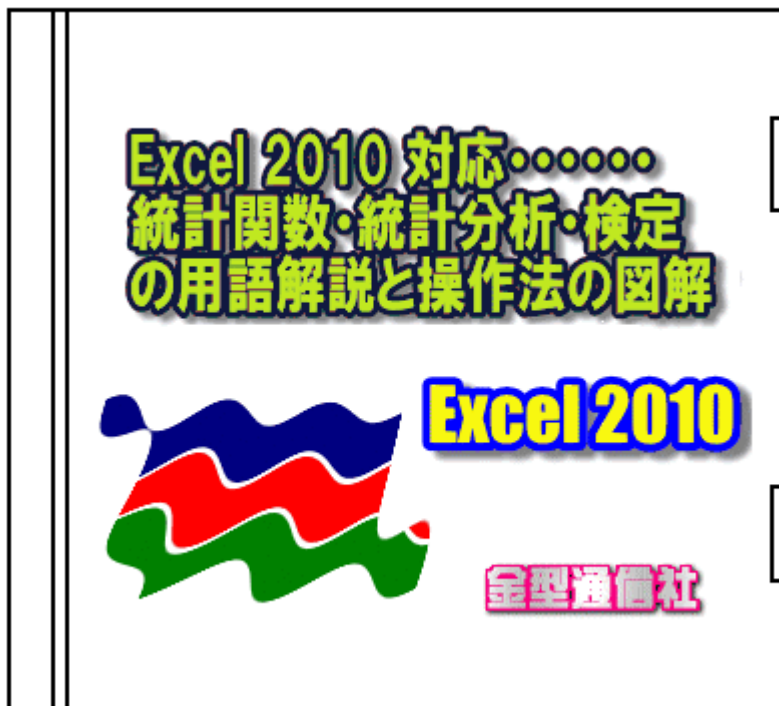 Excel 2010 対応‥‥‥
統計関数・統計分析・検定
の用語解説と操作法の図解
Excel 2010
金型通信社